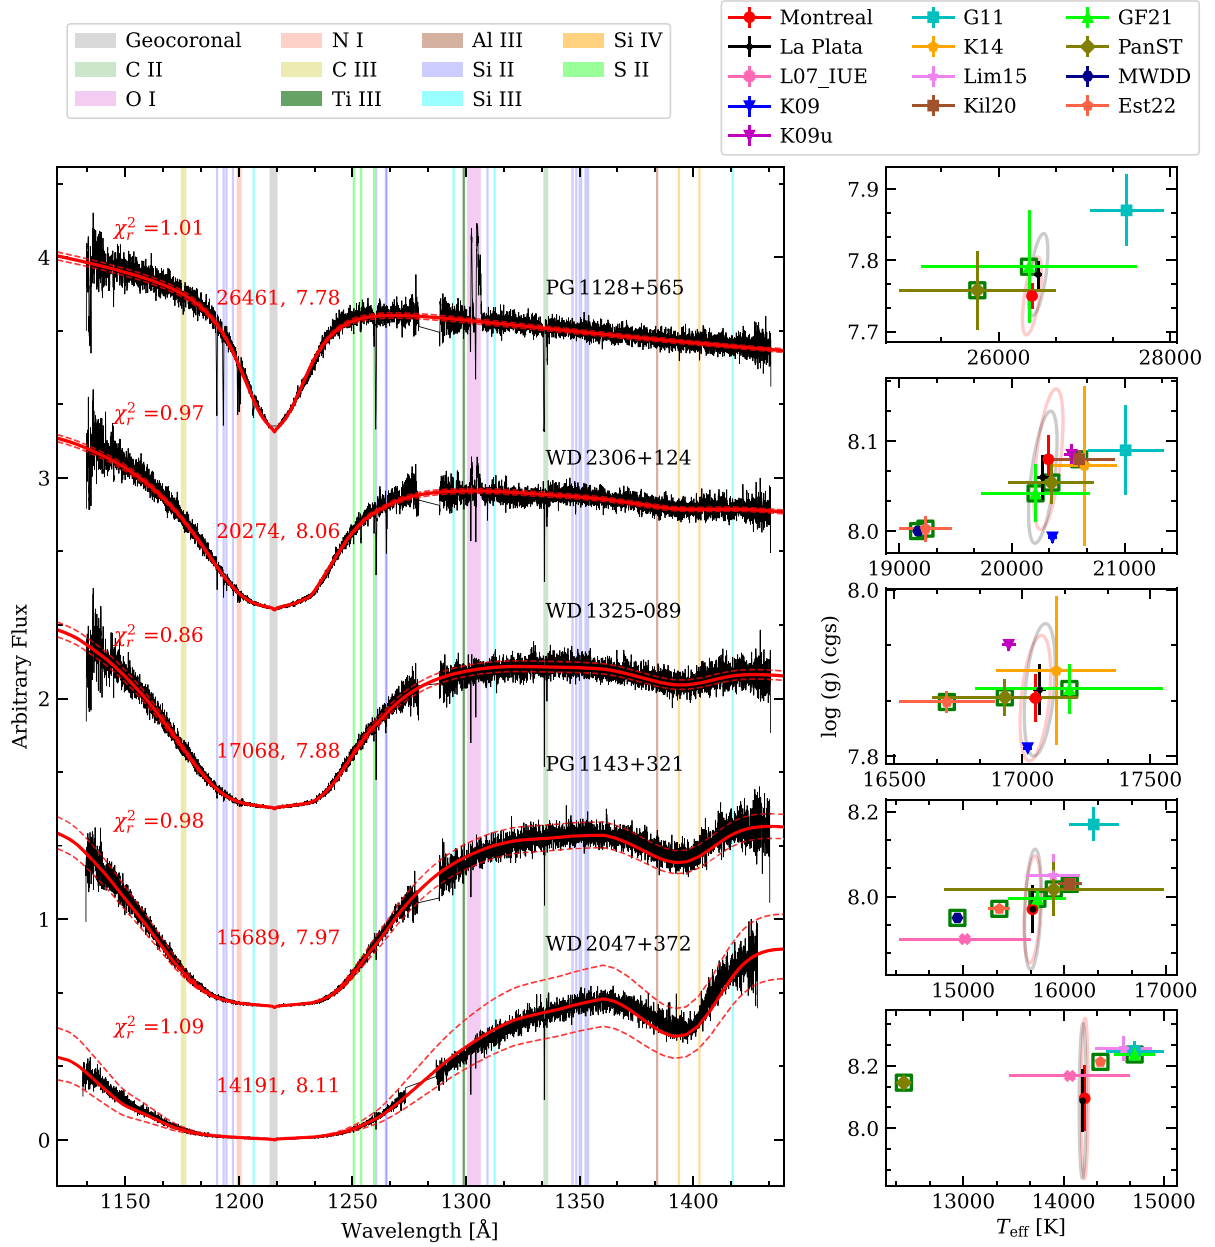 Geocoronal
C II
O I
N I
C III
Ti III
Al III
Si II
Si III
Si IV
S II
Montreal
La Plata
L07_IUE
K09
K09u
G11
K14
Lim15
Kil20
GF21
PanST
MWDD
Est22
χ²ᵣ =1.01
26461, 7.78
PG 1128+565
χ²ᵣ =0.97
20274, 8.06
WD 2306+124
χ²ᵣ =0.86
17068, 7.88
WD 1325-089
χ²ᵣ =0.98
15689, 7.97
PG 1143+321
χ²ᵣ =1.09
14191, 8.11
WD 2047+372
4
3
2
1
0
Arbitrary Flux
1150 1200 1250 1300 1350 1400
Wavelength [Å]
7.9
7.8
7.7
26000 28000
8.1
8.0
19000 20000 21000
8.0
7.8
16500 17000 17500
8.2
8.0
15000 16000 17000
8.2
8.0
13000 14000 15000
log (g) (cgs)
T_eff [K]